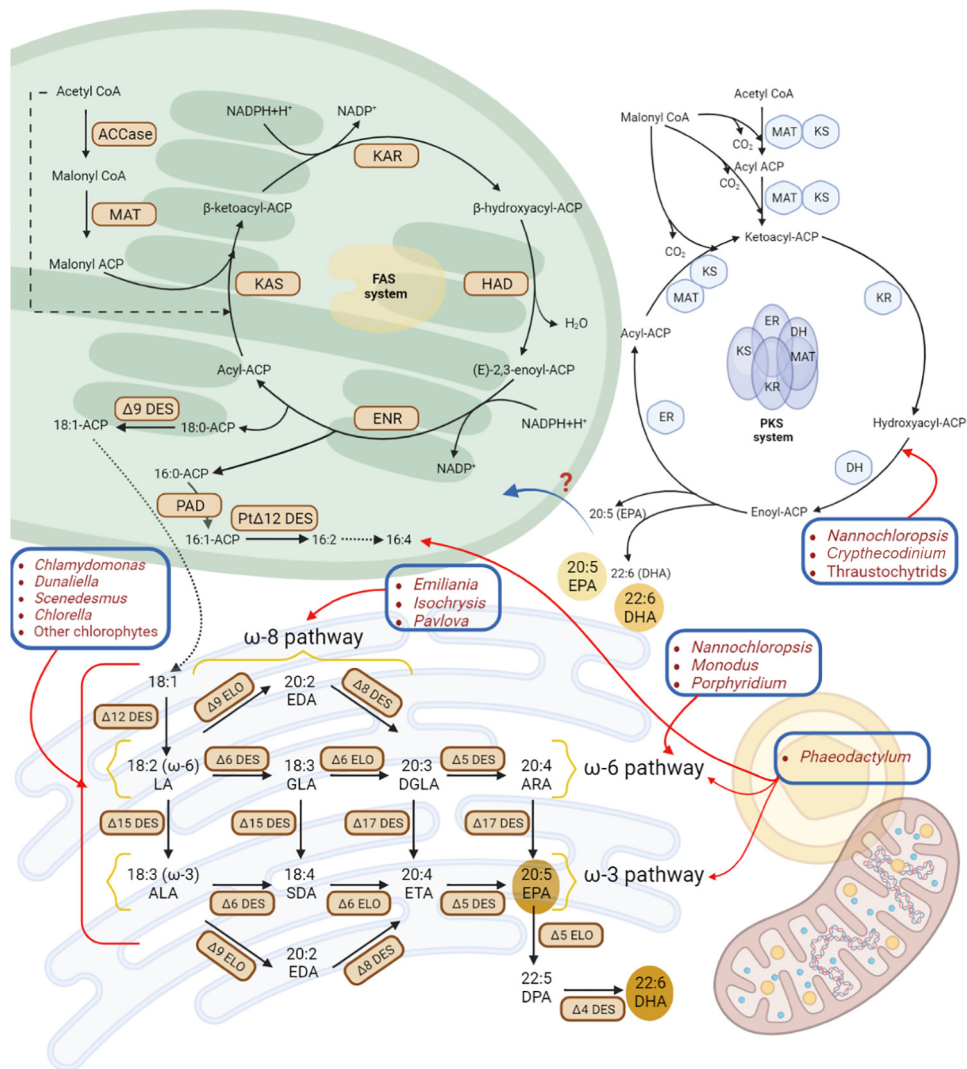 Acetyl CoA
ACCase
Malonyl CoA
MAT
Malonyl ACP
NADPH+H⁺
NADP⁺
KAR
β-ketoacyl-ACP
β-hydroxyacyl-ACP
KAS
FAS
system
HAD
H₂O
Acyl-ACP
(E)-2,3-enoyl-ACP
ENR
NADPH+H⁺
NADP⁺
Δ9 DES
18:1-ACP
18:0-ACP
16:0-ACP
PAD
PtΔ12 DES
16:1-ACP
16:2
16:4
Acetyl CoA
Malonyl CoA
MAT
KS
CO₂
Acyl ACP
CO₂
MAT
KS
Ketoacyl-ACP
CO₂
KS
MAT
KR
Acyl-ACP
ER
DH
KS
MAT
KR
PKS
system
ER
Hydroxyacyl-ACP
DH
Enoyl-ACP
20:5 (EPA)
22:6 (DHA)
?
20:5
EPA
22:6
DHA
• Nannochloropsis
• Crypthecodinium
• Thraustochytrids
• Chlamydomonas
• Dunaliella
• Scenedesmus
• Chlorella
• Other chlorophytes
• Emiliania
• Isochrysis
• Pavlova
• Nannochloropsis
• Monodus
• Porphyridium
• Phaeodactylum
ω-8 pathway
18:1
Δ9 ELO
20:2
EDA
Δ8 DES
Δ12 DES
18:2 (ω-6)
LA
Δ6 DES
18:3
GLA
Δ6 ELO
20:3
DGLA
Δ5 DES
20:4
ARA
ω-6 pathway
Δ15 DES
Δ15 DES
Δ17 DES
Δ17 DES
18:3 (ω-3)
ALA
Δ6 DES
18:4
SDA
Δ6 ELO
20:4
ETA
Δ5 DES
20:5
EPA
ω-3 pathway
Δ9 ELO
20:2
EDA
Δ8 DES
Δ5 ELO
22:5
DPA
Δ4 DES
22:6
DHA